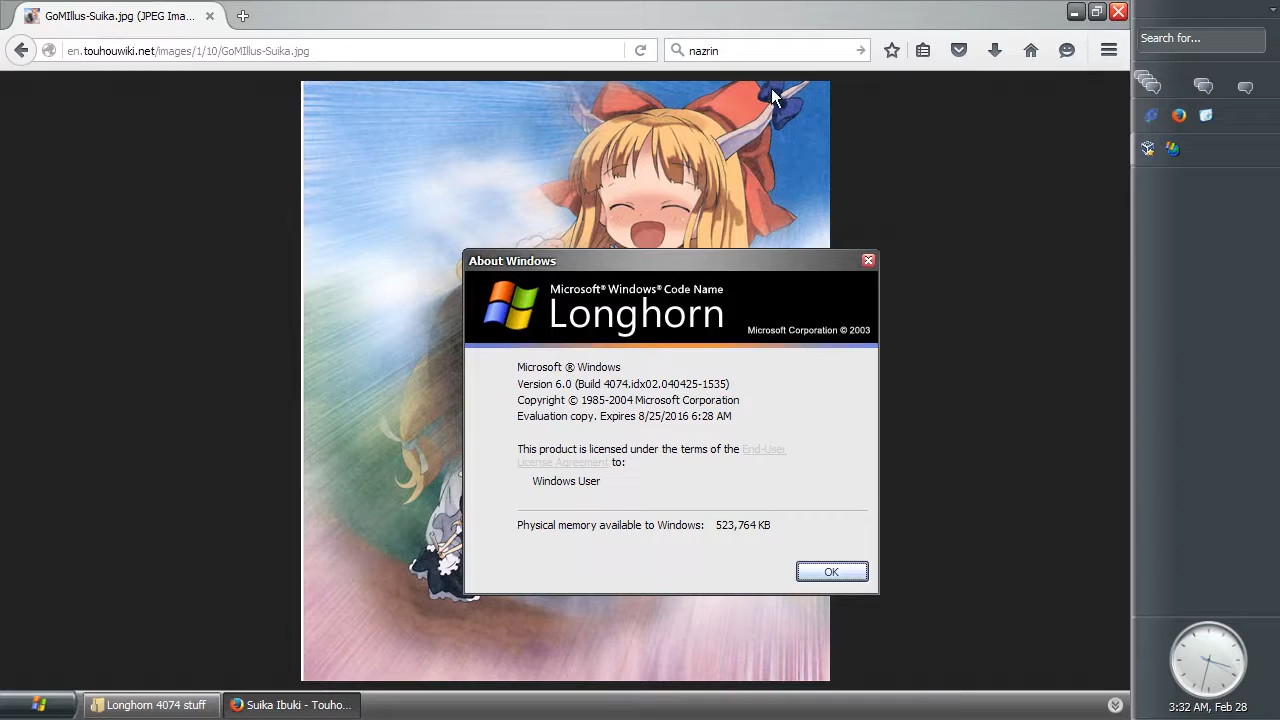 GoMIllus-Suika.jpg (JPEG Ima...
en.touhouwiki.net/images/1/10/GoMIllus-Suika.jpg
nazrin
Search for...
About Windows
Microsoft® Windows® Code Name
Longhorn
Microsoft Corporation © 2003
Microsoft ® Windows
Version 6.0 (Build 4074.idx02.040425-1535)
Copyright © 1985-2004 Microsoft Corporation
Evaluation copy. Expires 8/25/2016 6:28 AM
This product is licensed under the terms of the End-User
License Agreement to:
Windows User
Physical memory available to Windows: 523,764 KB
OK
Longhorn 4074 stuff
Suika Ibuki - Touho...
3:32 AM, Feb 28